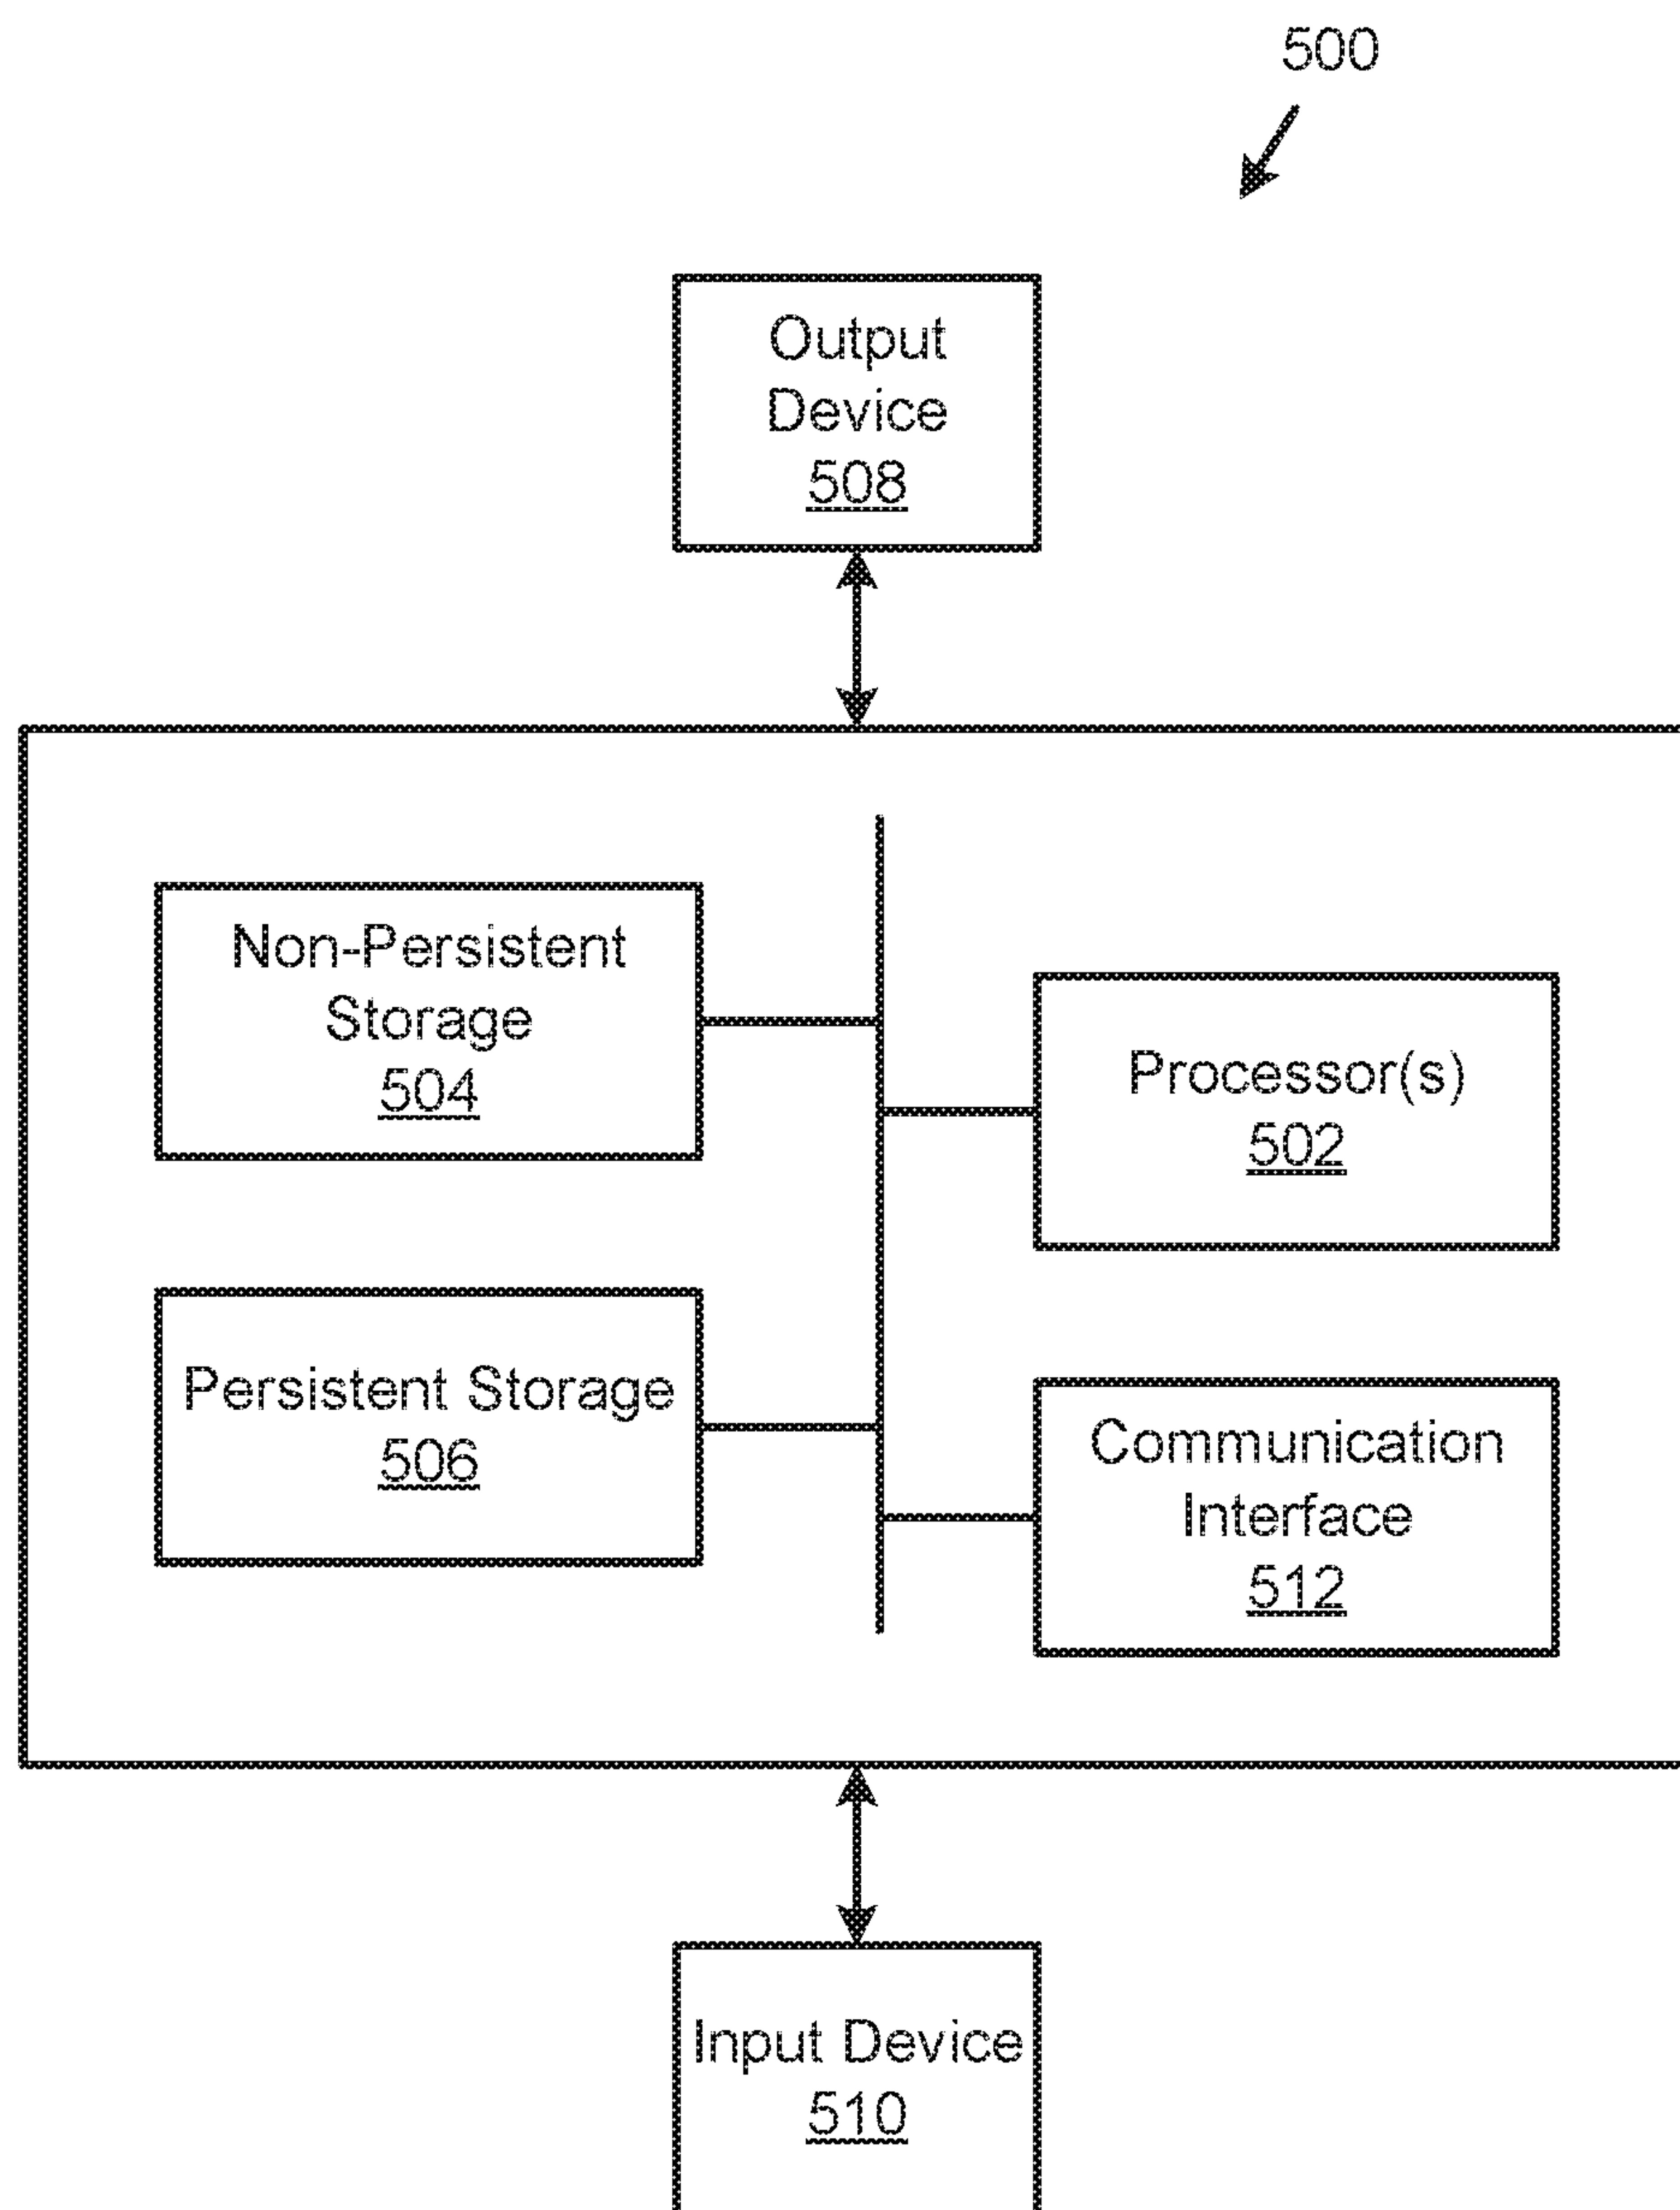 500
Output
Device
508
Non-Persistent
Storage
504
Processor(s)
502
Persistent Storage
506
Communication
Interface
512
Input Device
510